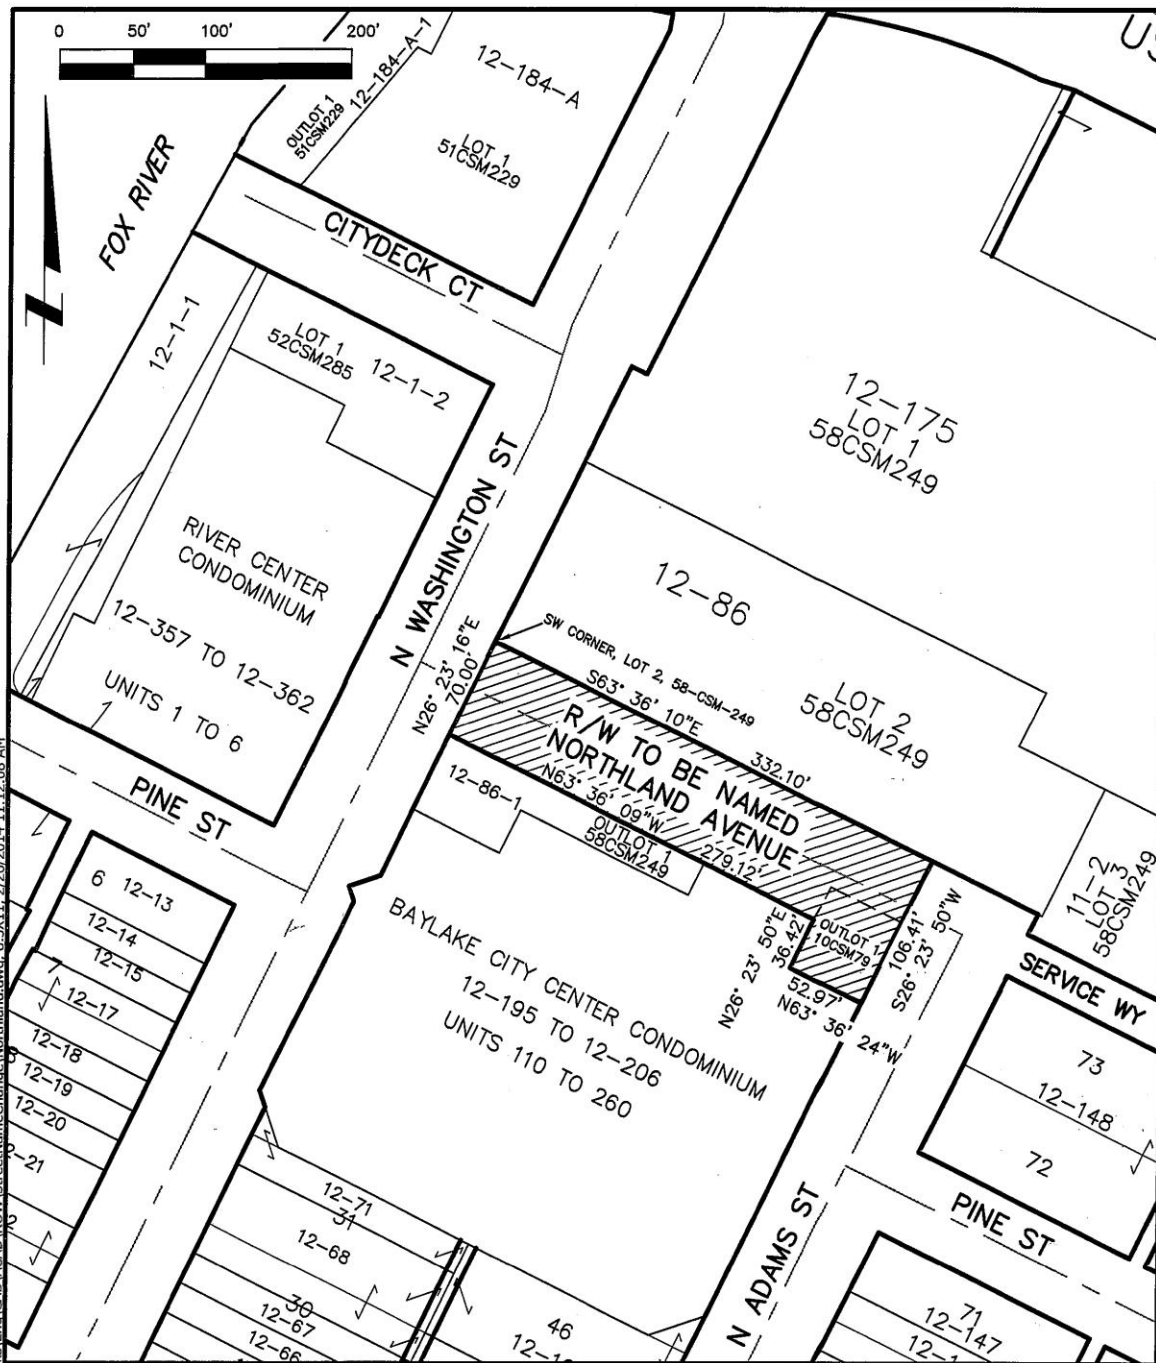 0 50' 100' 200'
US
OUTLOT 1
51CSM229
12-184-A-1
12-184-A
LOT 1
51CSM229
FOX RIVER
CITYDECK CT
12-1-1
LOT 1
52CSM285
12-1-2
12-175
LOT 1
58CSM249
RIVER CENTER
CONDOMINIUM
12-357 TO 12-362
UNITS 1 TO 6
N WASHINGTON ST
12-86
LOT 2
58CSM249
SW CORNER, LOT 2, 58-CSM-249
N26° 23' 16"E
70.00'
S63° 36' 10"E
332.10'
R/W TO BE NAMED
NORTHLAND AVENUE
N63° 36' 09"W
279.12'
12-86-1
OUTLOT 1
58CSM249
11-2
LOT 3
58CSM249
PINE ST
OUTLOT 1
10CSM79
106.41'
S26° 23' 50"W
N26° 23' 50"E
36.42'
52.97'
N63° 36' 24"W
SERVICE WY
BAYLAKE CITY CENTER CONDOMINIUM
12-195 TO 12-206
UNITS 110 TO 260
6 12-13
12-14
12-15
7
12-17
12-18
12-19
12-20
73
12-148
72
PINE ST
N ADAMS ST
12-71
31
12-68
30
12-67
12-66
46
71
12-147
2/20/2014 11:12:08 AM